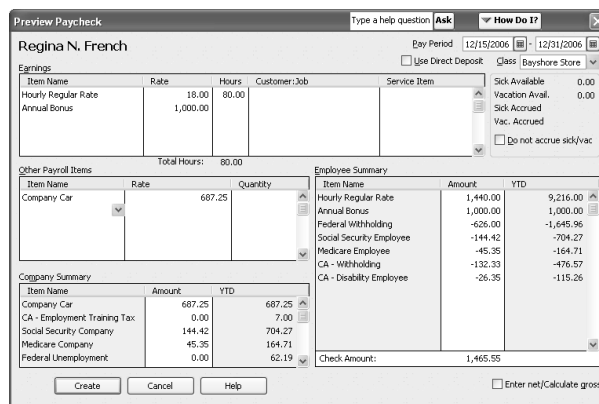 Preview Paycheck Type a help question Ask How Do I?
Regina N. French
Pay Period 12/15/2006 - 12/31/2006
Use Direct Deposit Class Bayshore Store
Earnings
Item Name Rate Hours Customer:Job Service Item
Hourly Regular Rate 18.00 80.00
Annual Bonus 1,000.00
Total Hours: 80.00
Sick Available 0.00
Vacation Avail. 0.00
Sick Accrued
Vac. Accrued
Do not accrue sick/vac
Other Payroll Items
Item Name Rate Quantity
Company Car 687.25
Company Summary
Item Name Amount YTD
Company Car 687.25 687.25
CA - Employment Training Tax 0.00 7.00
Social Security Company 144.42 704.27
Medicare Company 45.35 164.71
Federal Unemployment 0.00 62.19
Employee Summary
Item Name Amount YTD
Hourly Regular Rate 1,440.00 9,216.00
Annual Bonus 1,000.00 1,000.00
Federal Withholding -626.00 -1,645.96
Social Security Employee -144.42 -704.27
Medicare Employee -45.35 -164.71
CA - Withholding -132.33 -476.57
CA - Disability Employee -26.35 -115.26
Check Amount: 1,465.55
Create Cancel Help
Enter net/Calculate gross